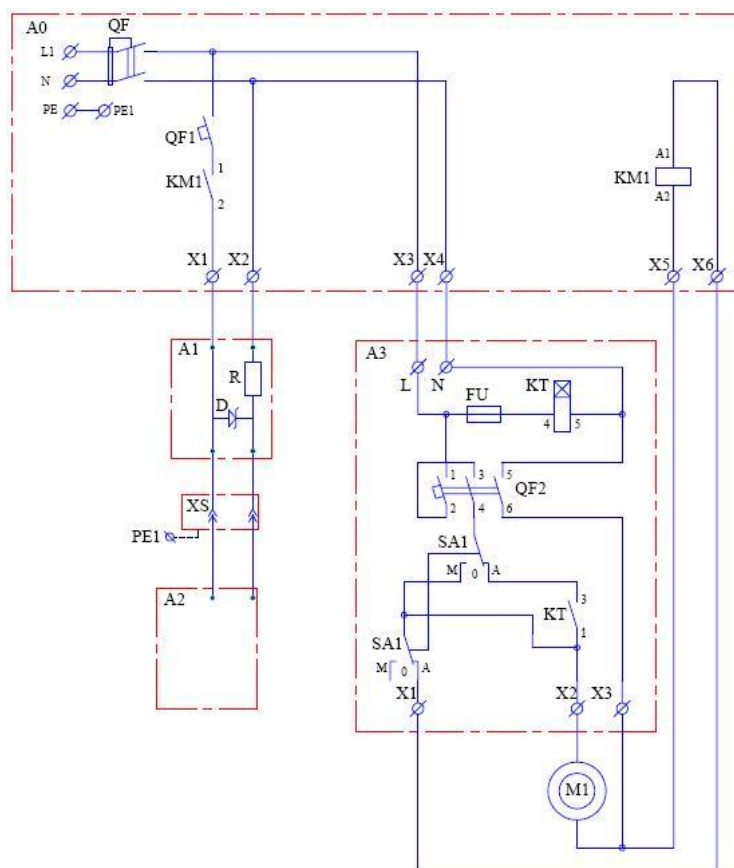 A0
QF
L1
N
PE
PE1
QF1
1
KM1
2
A1
KM1
A2
X1
X2
X3
X4
X5
X6
A1
R
D
A3
L
N
FU
KT
4
5
1
3
5
QF2
2
4
6
XS
PE1
SA1
M
0
A
A2
3
KT
1
SA1
M
0
A
X1
X2
X3
M1